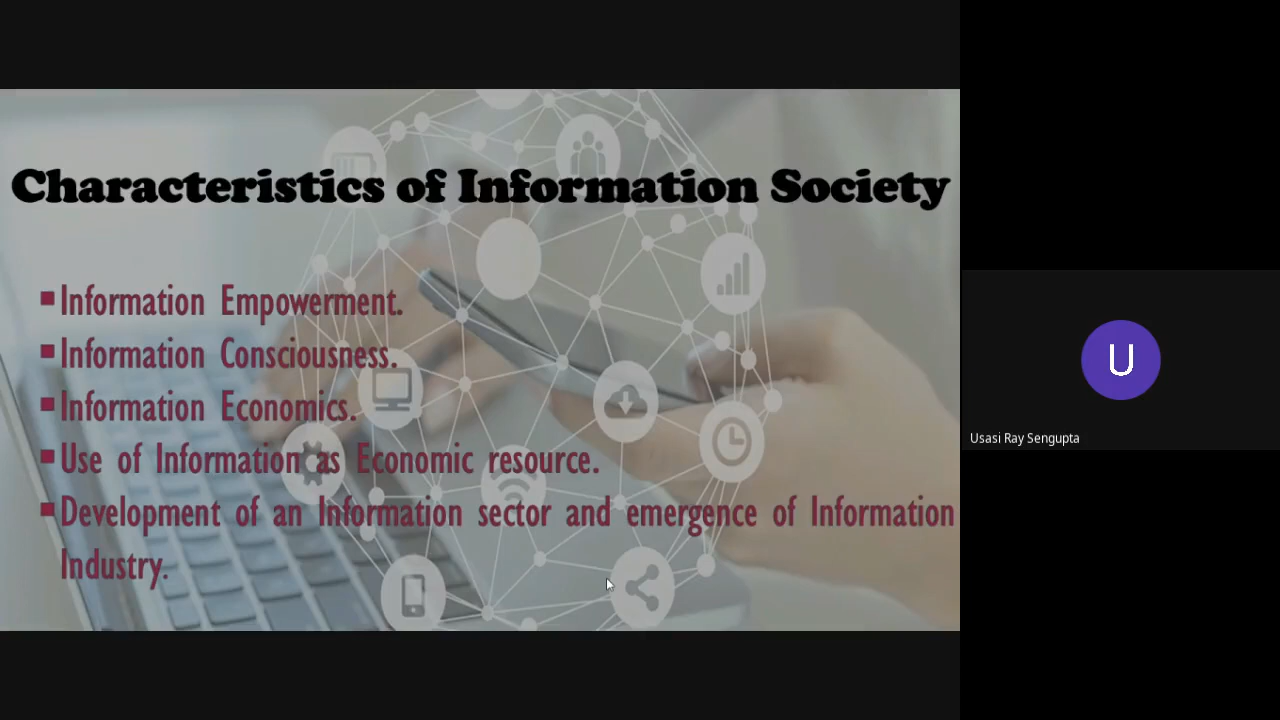 Characteristics of Information Society
▪Information Empowerment.
▪Information Consciousness.
▪Information Economics.
▪Use of Information as Economic resource.
▪Development of an Information sector and emergence of Information
Industry.
U
Usasi Ray Sengupta